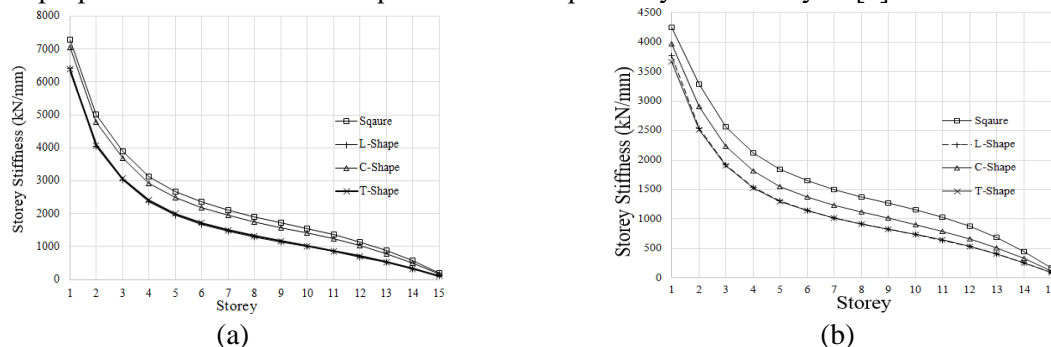 8000
7000
6000
5000
4000
3000
2000
1000
0
Storey Stiffness (kN/mm)
Sqaure
L-Shape
C-Shape
T-Shape
1 2 3 4 5 6 7 8 9 10 11 12 13 14 15
Storey
(a)
4500
4000
3500
3000
2500
2000
1500
1000
500
0
Storey Stiffness (kN/mm)
Sqaure
L-Shape
C-Shape
T-Shape
1 2 3 4 5 6 7 8 9 10 11 12 13 14
Storey
(b)